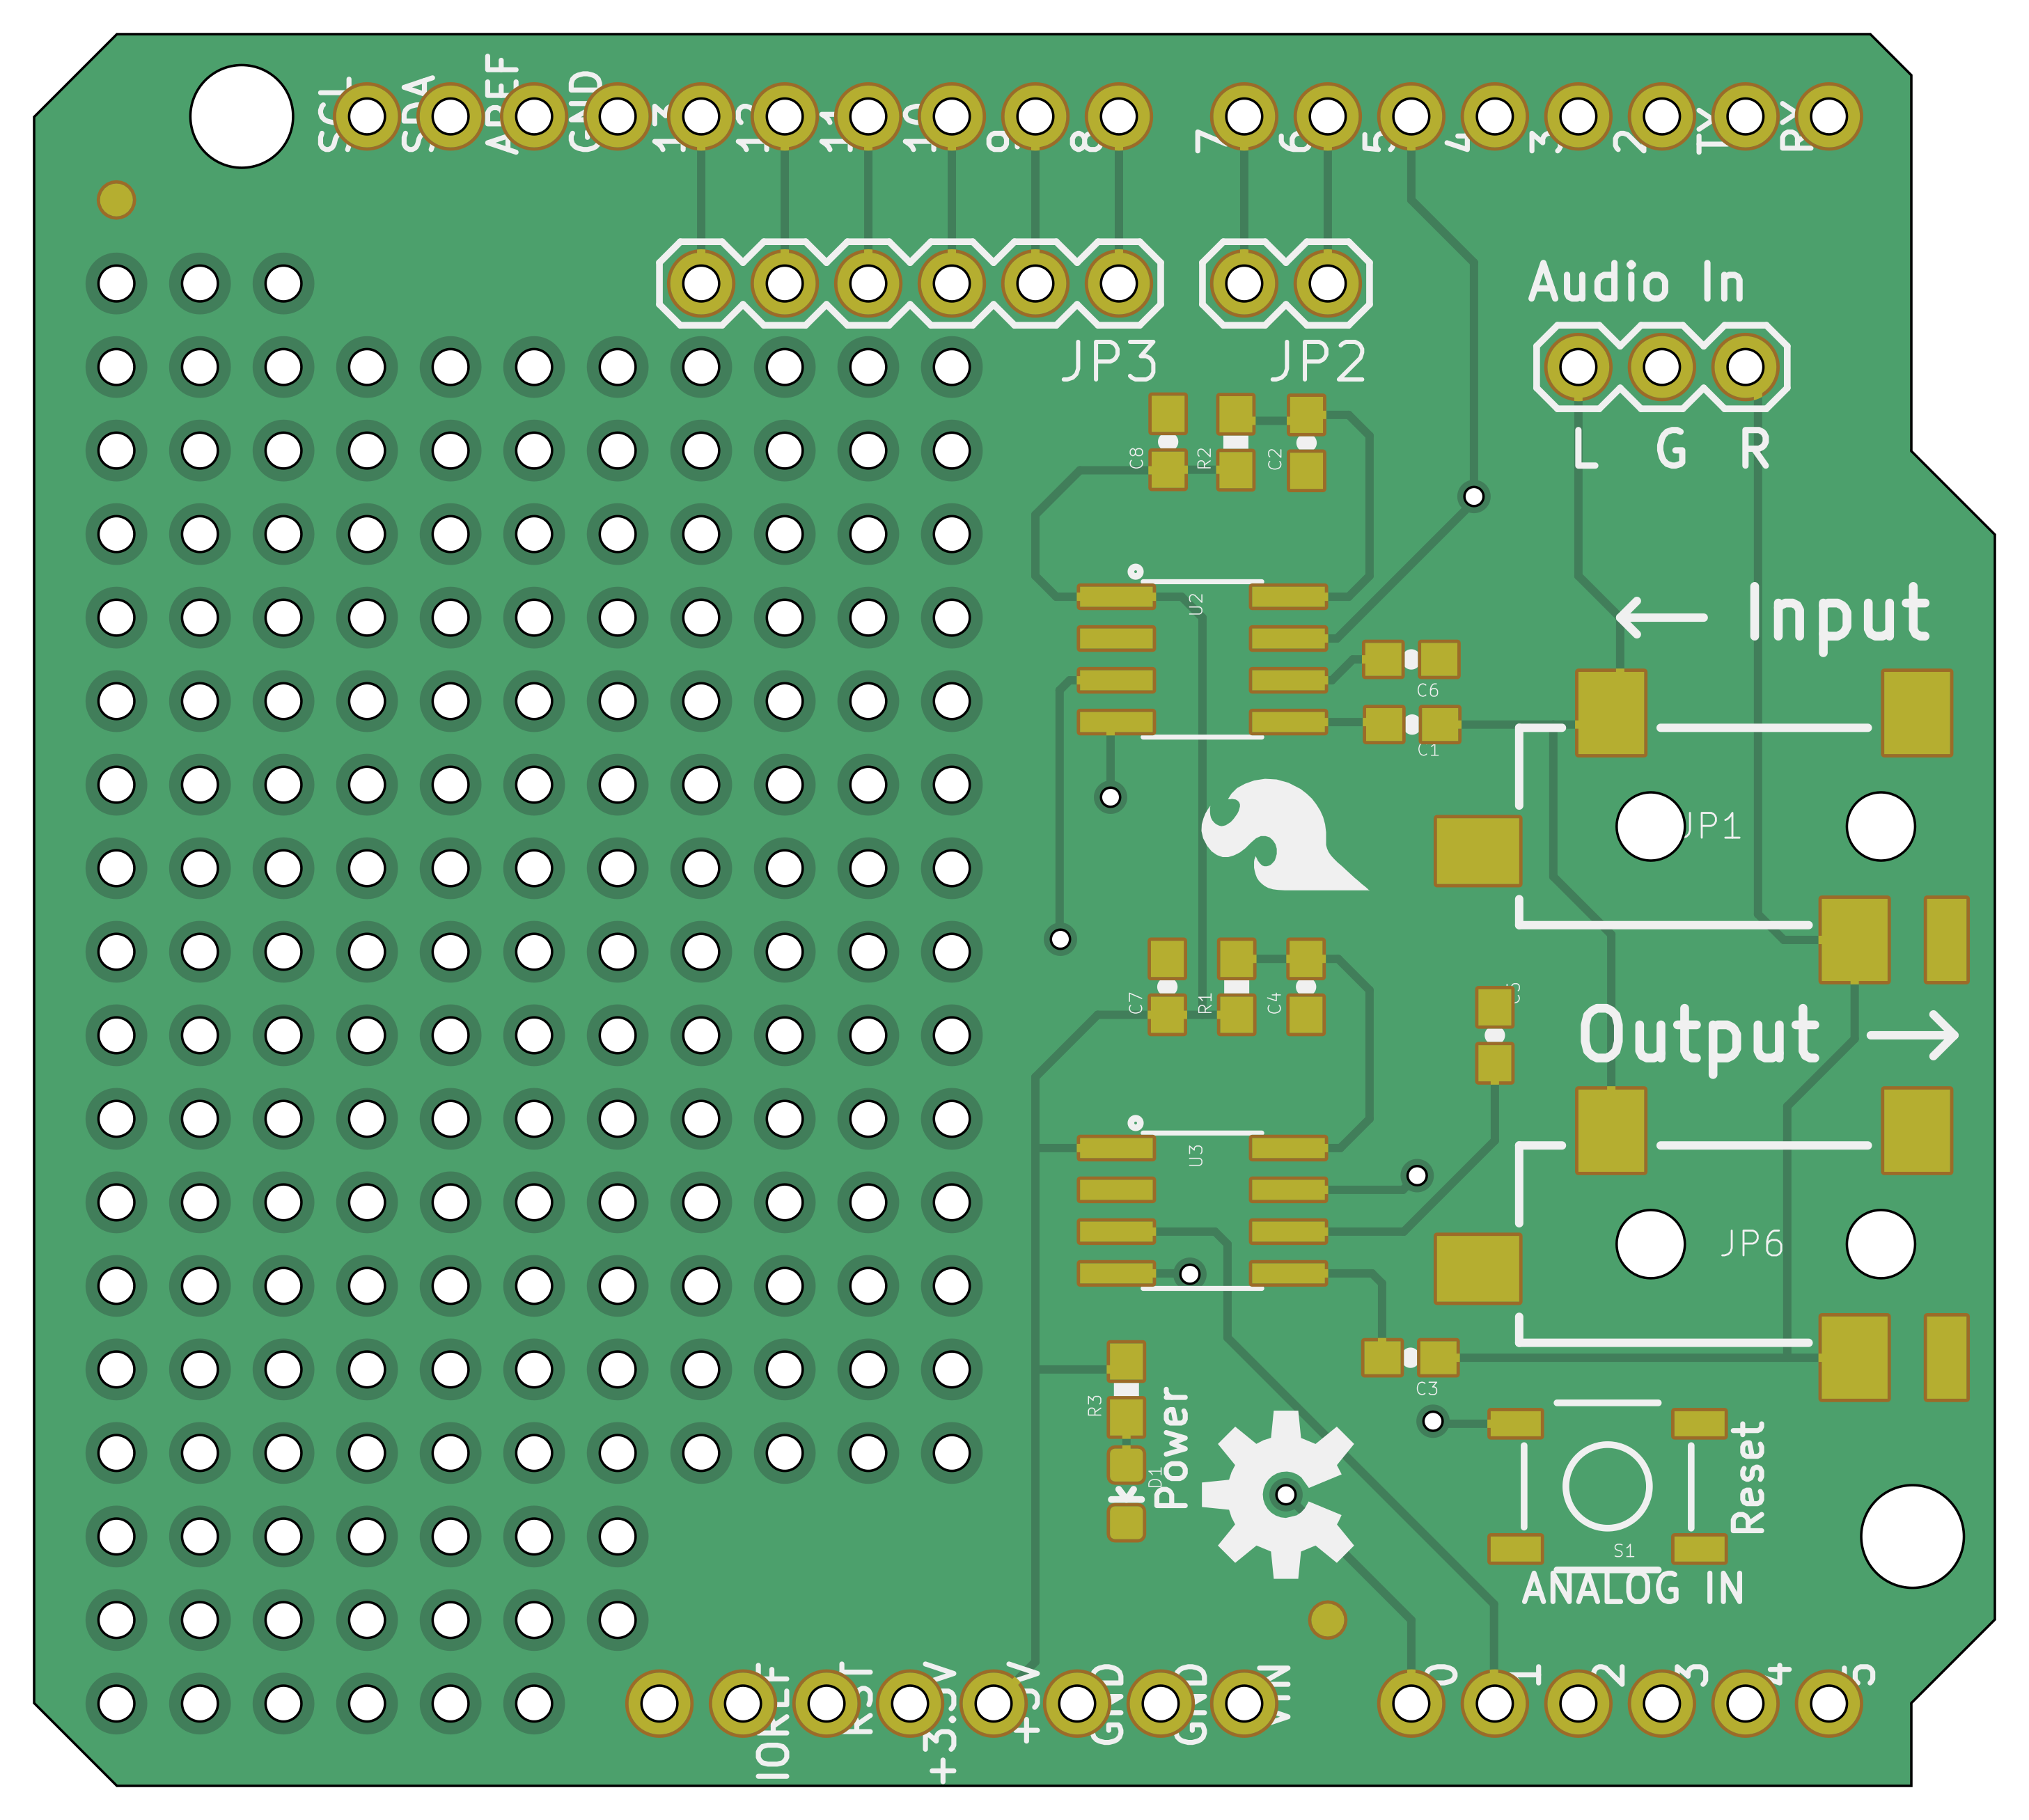 SCL SDA AREF GND 13 12 11 10 9 8 7 6 5 4 3 2 TX RX
Audio In
JP3 JP2
L G R
C8 R2 C2
U2
Input
C6
C1
JP1
C7 R1 C4
Output
U3
JP6
C3
R3
Power
D1
K
Reset
S1
ANALOG IN
IOREF RST +3.3V +5V GND GND VIN 0 1 2 3 4 5